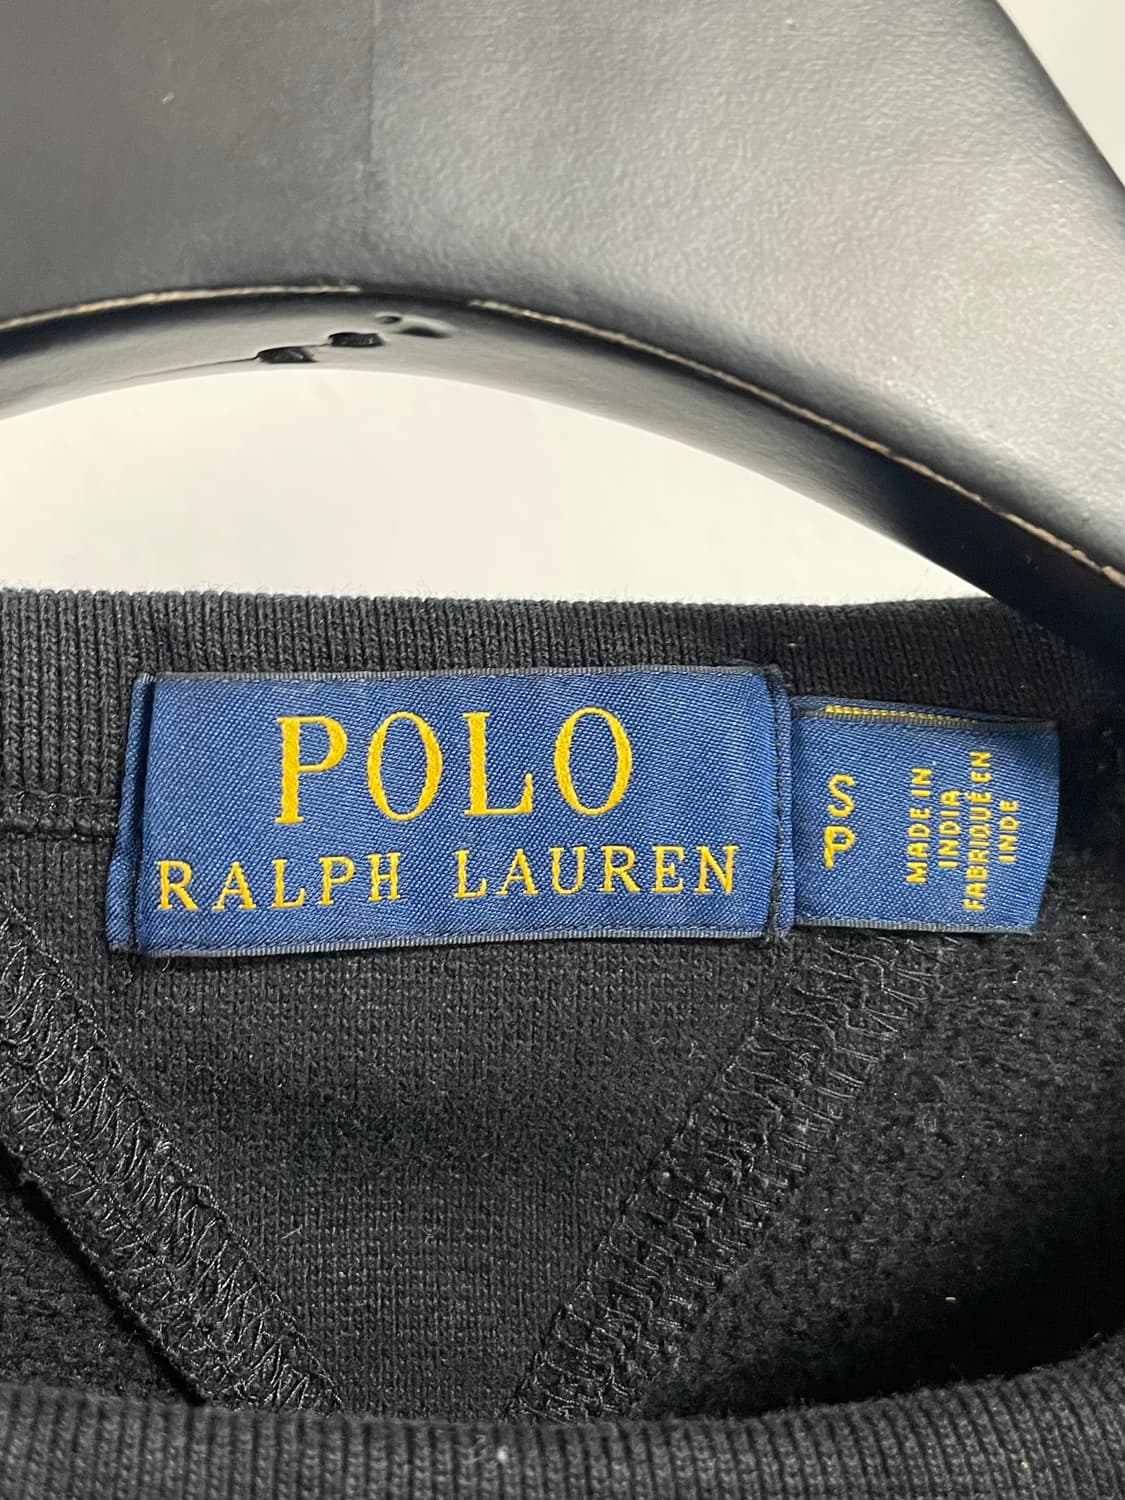 POLO
RALPH LAUREN
S
P
MADE IN
INDIA
FABRIQUÉ EN
INDE